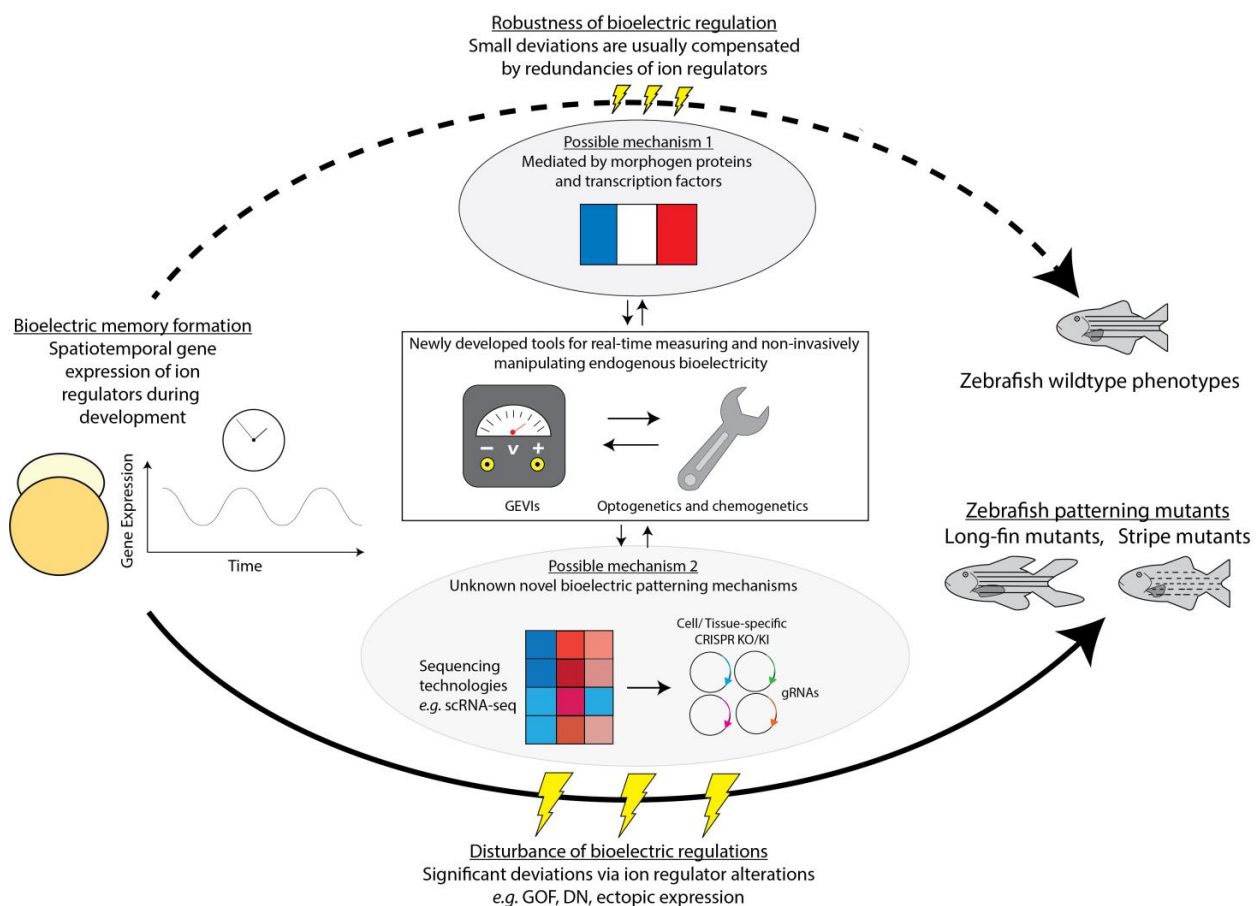 Robustness of bioelectric regulation
Small deviations are usually compensated
by redundancies of ion regulators
Possible mechanism 1
Mediated by morphogen proteins
and transcription factors
Bioelectric memory formation
Spatiotemporal gene
expression of ion
regulators during
development
Gene Expression
Time
Newly developed tools for real-time measuring and non-invasively
manipulating endogenous bioelectricity
− v +
GEVIs
Optogenetics and chemogenetics
Zebrafish wildtype phenotypes
Zebrafish patterning mutants
Long-fin mutants, Stripe mutants
Possible mechanism 2
Unknown novel bioelectric patterning mechanisms
Sequencing
technologies
e.g. scRNA-seq
Cell/ Tissue-specific
CRISPR KO/KI
gRNAs
Disturbance of bioelectric regulations
Significant deviations via ion regulator alterations
e.g. GOF, DN, ectopic expression